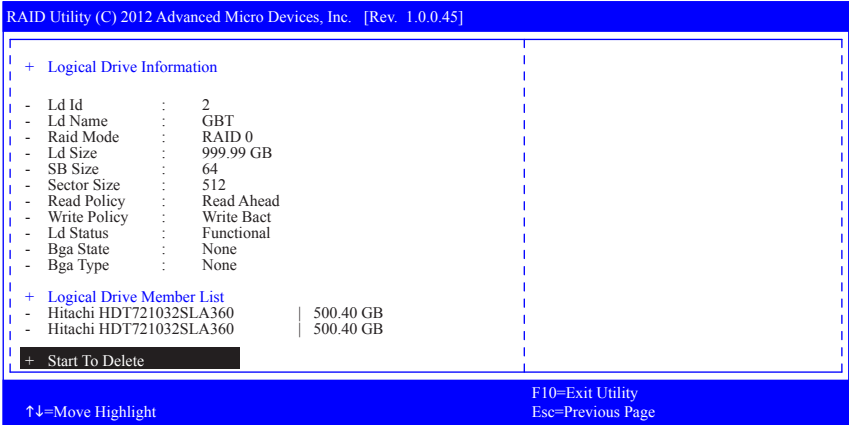 RAID Utility (C) 2012 Advanced Micro Devices, Inc. [Rev. 1.0.0.45]
+ Logical Drive Information
- Ld Id : 2
- Ld Name : GBT
- Raid Mode : RAID 0
- Ld Size : 999.99 GB
- SB Size : 64
- Sector Size : 512
- Read Policy : Read Ahead
- Write Policy : Write Bact
- Ld Status : Functional
- Bga State : None
- Bga Type : None
+ Logical Drive Member List
- Hitachi HDT721032SLA360 | 500.40 GB
- Hitachi HDT721032SLA360 | 500.40 GB
+ Start To Delete
F10=Exit Utility
↑↓=Move Highlight Esc=Previous Page